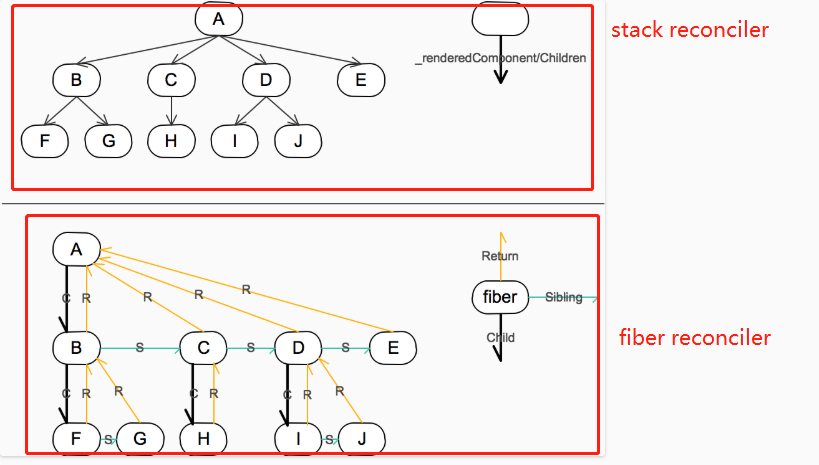 A
stack reconciler
_renderedComponent/Children
B C D E
F G H I J
A
Return
C R R R R
fiber
Sibling
Child
fiber reconciler
B S C S D S E
C R R C R C R R
F S G H I S J